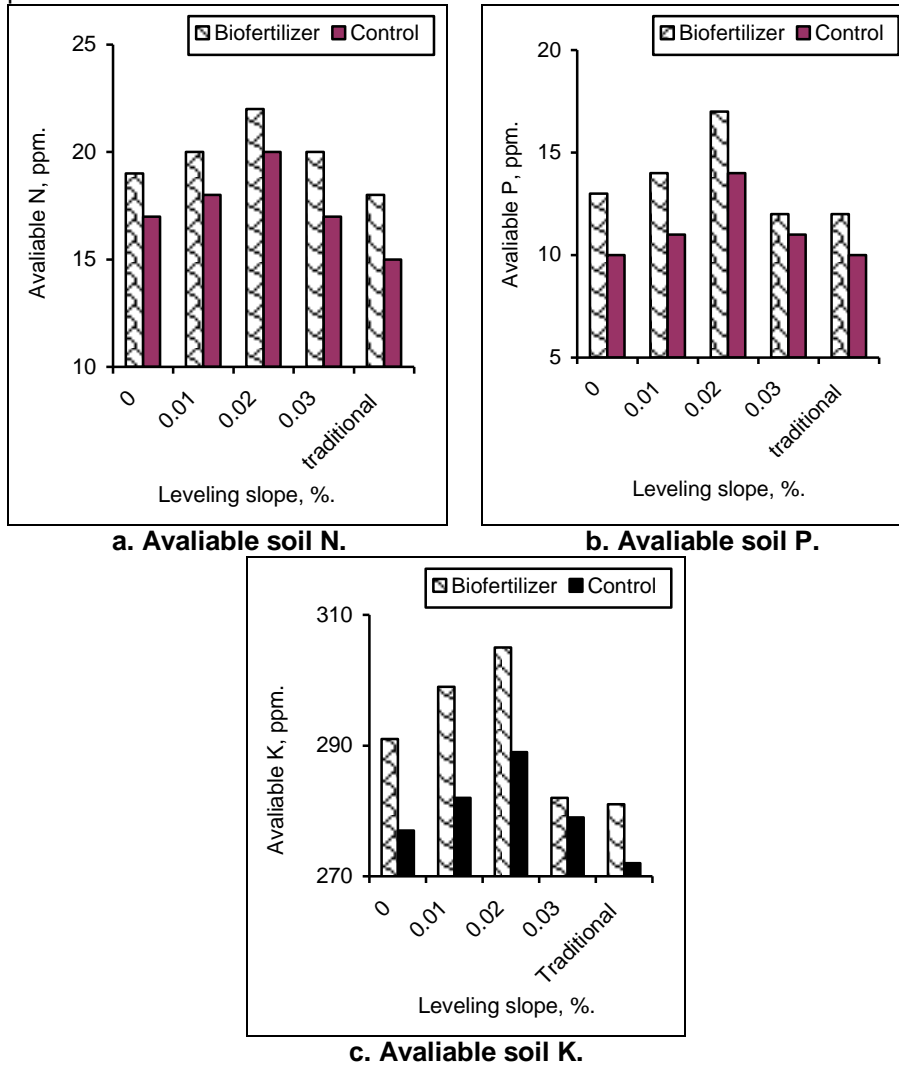 Biofertilizer Control
25
20
15
10
Avaliable N, ppm.
0 0.01 0.02 0.03 traditional
Leveling slope, %.
a. Avaliable soil N.
Biofertilizer Control
20
15
10
5
Avaliable P, ppm.
0 0.01 0.02 0.03 traditional
Leveling slope, %.
b. Avaliable soil P.
Biofertilizer Control
310
290
270
Avaliable K, ppm.
0 0.01 0.02 0.03 Traditional
Leveling slope, %.
c. Avaliable soil K.